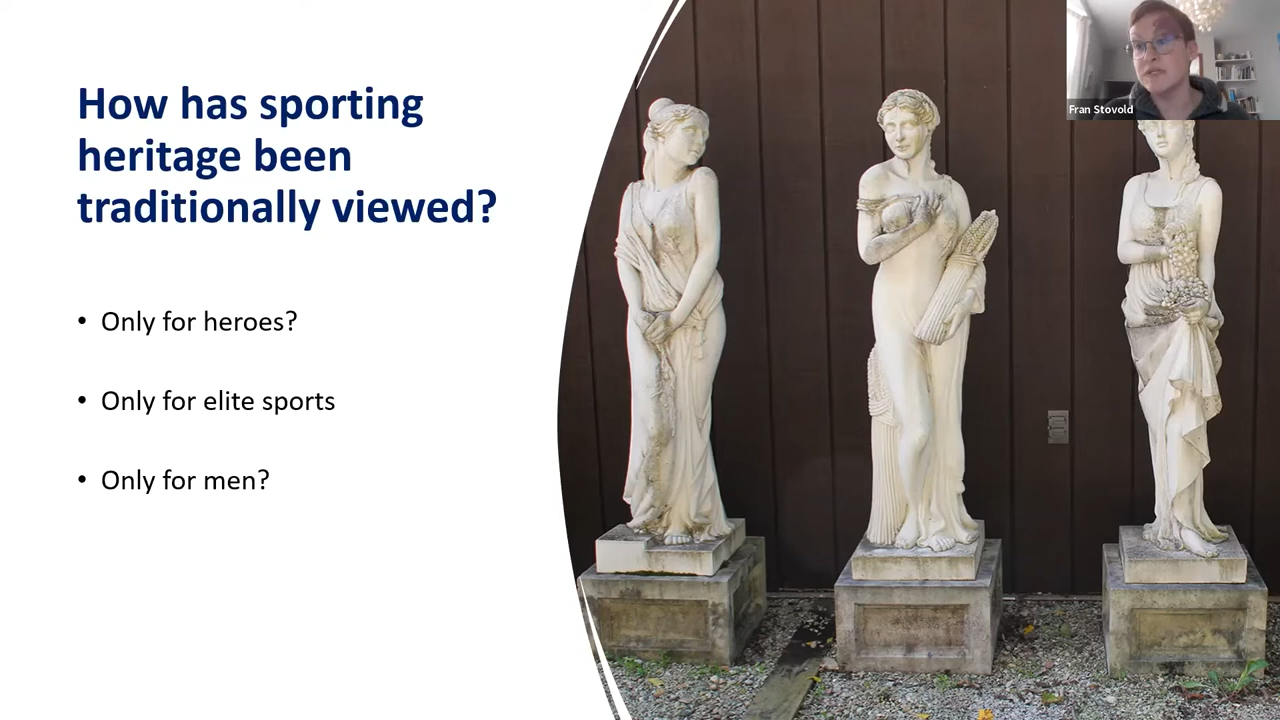 How has sporting
heritage been
traditionally viewed?
• Only for heroes?
• Only for elite sports
• Only for men?
Fran Stovold